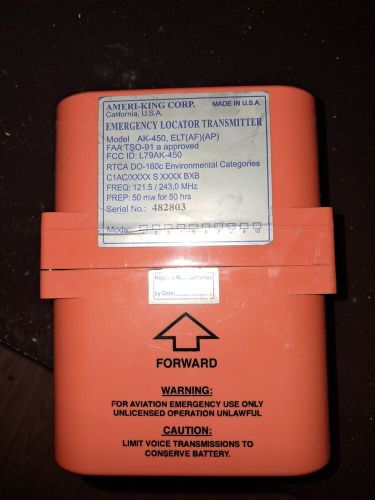 AMERI-KING CORP. MADE IN U.S.A.
California, U.S.A.
EMERGENCY LOCATOR TRANSMITTER
Model AK-450, ELT(AF)(AP)
FAA TSO-91 a approved
FCC ID: L79AK-450
RTCA DO-160c Environmental Categories
C1AC/XXXX S XXXX BXB
FREQ: 121.5 / 243.0 MHz
PREP: 50 mw for 50 hrs
Serial No.: 482803
Mods:
by Date:
FORWARD
WARNING:
FOR AVIATION EMERGENCY USE ONLY
UNLICENSED OPERATION UNLAWFUL
CAUTION:
LIMIT VOICE TRANSMISSIONS TO
CONSERVE BATTERY.